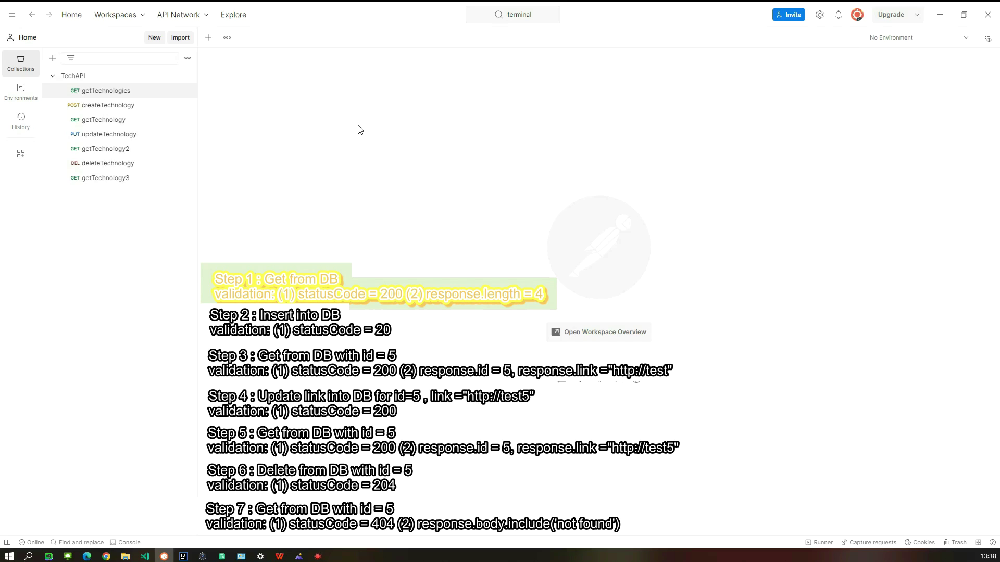 Home
Workspaces
API Network
Explore
terminal
Invite
Upgrade
Home
New
Import
No Environment
Collections
TechAPI
GET getTechnologies
Environments
POST createTechnology
GET getTechnology
History
PUT updateTechnology
GET getTechnology2
DEL deleteTechnology
GET getTechnology3
Step 1 : Get from DB
validation: (1) statusCode = 200 (2) response.length = 4
Step 2 : Insert into DB
validation: (1) statusCode = 20
Open Workspace Overview
Step 3 : Get from DB with id = 5
validation: (1) statusCode = 200 (2) response.id = 5, response.link ="http://test"
Step 4 : Update link into DB for id=5 , link ="http://test5"
validation: (1) statusCode = 200
Step 5 : Get from DB with id = 5
validation: (1) statusCode = 200 (2) response.id = 5, response.link ="http://test5"
Step 6 : Delete from DB with id = 5
validation: (1) statusCode = 204
Step 7 : Get from DB with id = 5
validation: (1) statusCode = 404 (2) response.body.include('not found')
Online
Find and replace
Console
Runner
Capture requests
Cookies
Trash
13:38